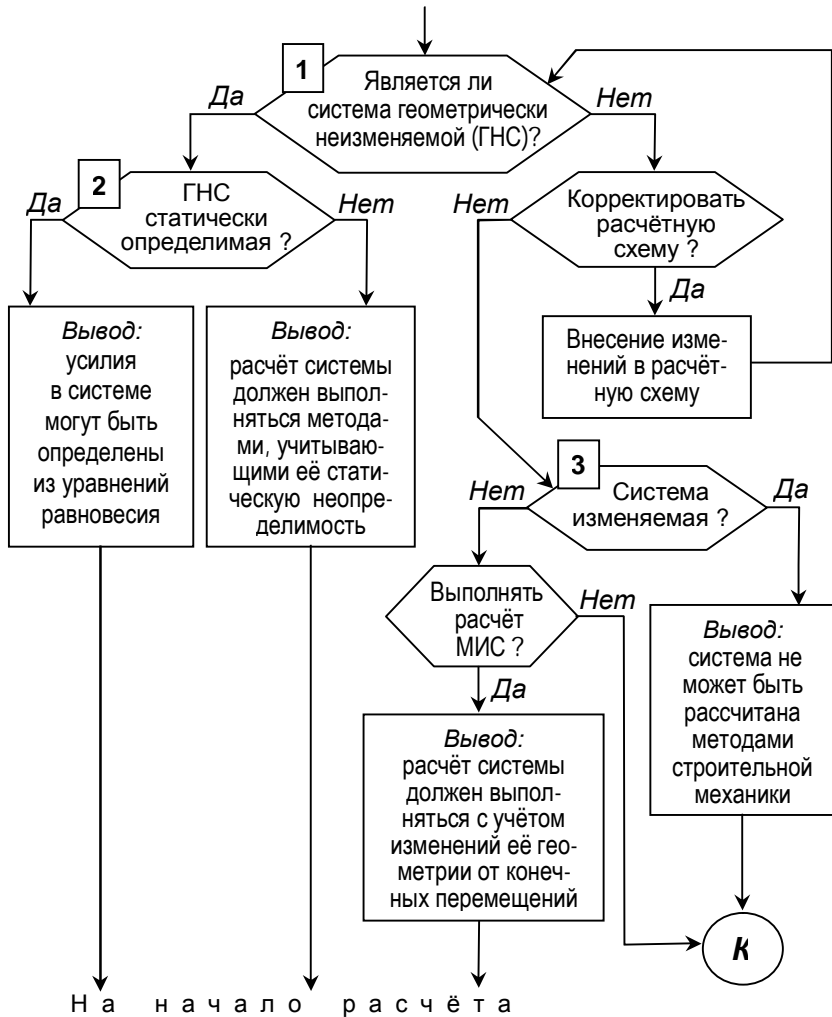 1
Является ли
система геометрически
неизменяемой (ГНС)?
Да
Нет
2
ГНС
статически
определимая ?
Да
Нет
Нет
Корректировать
расчётную
схему ?
Да
Вывод:
усилия
в системе
могут быть
определены
из уравнений
равновесия
Вывод:
расчёт системы
должен выпол-
няться метода-
ми, учитываю-
щими её стати-
ческую неопре-
делимость
Внесение изме-
нений в расчёт-
ную схему
3
Система
изменяемая ?
Нет
Да
Выполнять
расчёт
МИС ?
Нет
Да
Вывод:
система не
может быть
рассчитана
методами
строительной
механики
Вывод:
расчёт системы
должен выпол-
няться с учётом
изменений её гео-
метрии от конеч-
ных перемещений
К
На начало расчёта